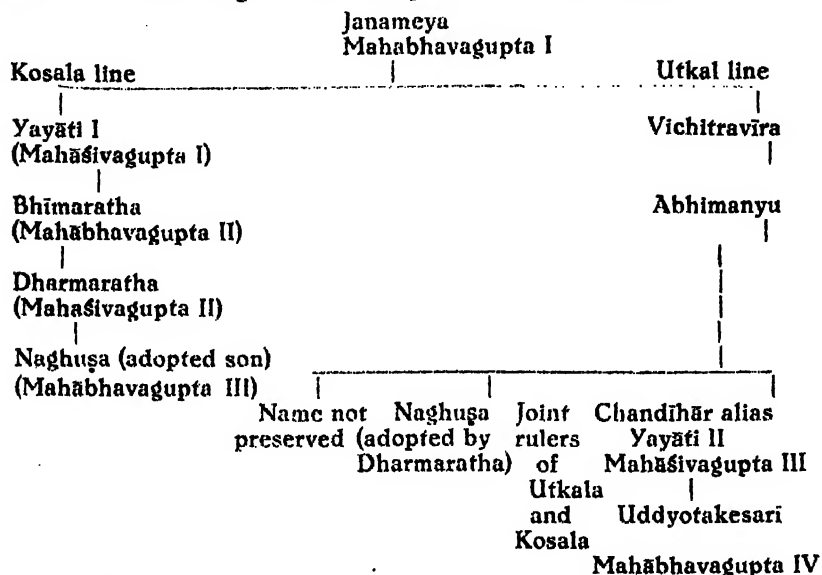 Janameya
Mahabhavagupta I
Kosala line Utkal line
Yayāti I Vichitravīra
(Mahāśivagupta I)
Bhīmaratha Abhimanyu
(Mahābhavagupta II)
Dharmaratha
(Mahaśivagupta II)
Naghuṣa (adopted son)
(Mahābhavagupta III)
Name not Naghuṣa Joint Chandīhār alias
preserved (adopted by rulers Yayāti II
Dharmaratha) of Mahāśivagupta III
Utkala
and Uddyotakesari
Kosala
Mahābhavagupta IV